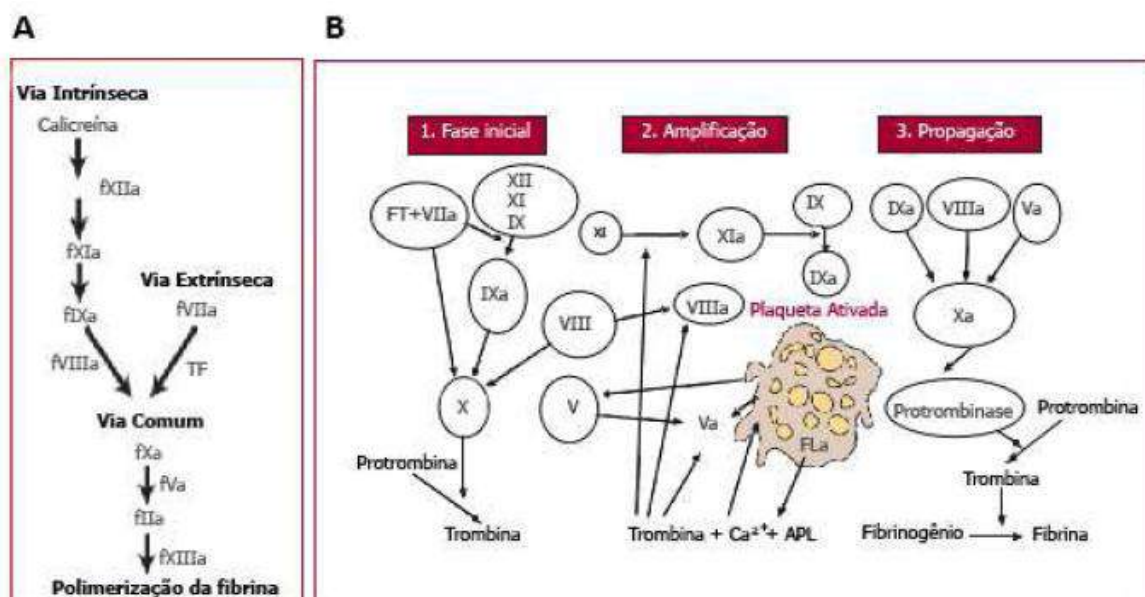 A
Via Intrínseca
Calicreína
fXIIa
fXIa
Via Extrínseca
fIXa
fVIIa
fVIIIa
TF
Via Comum
fXa
fVa
fIIa
fXIIIa
Polimerização da fibrina
B
1. Fase inicial
2. Amplificação
3. Propagação
FT+VIIa
XII
XI
IX
IXa
X
Protrombina
Trombina
XI
XIa
IX
IXa
VIII
VIIIa
Plaqueta Ativada
V
Va
FLa
Trombina + Ca²⁺+ APL
IXa
VIIIa
Va
Xa
Protrombinase
Protrombina
Trombina
Fibrinogênio
Fibrina